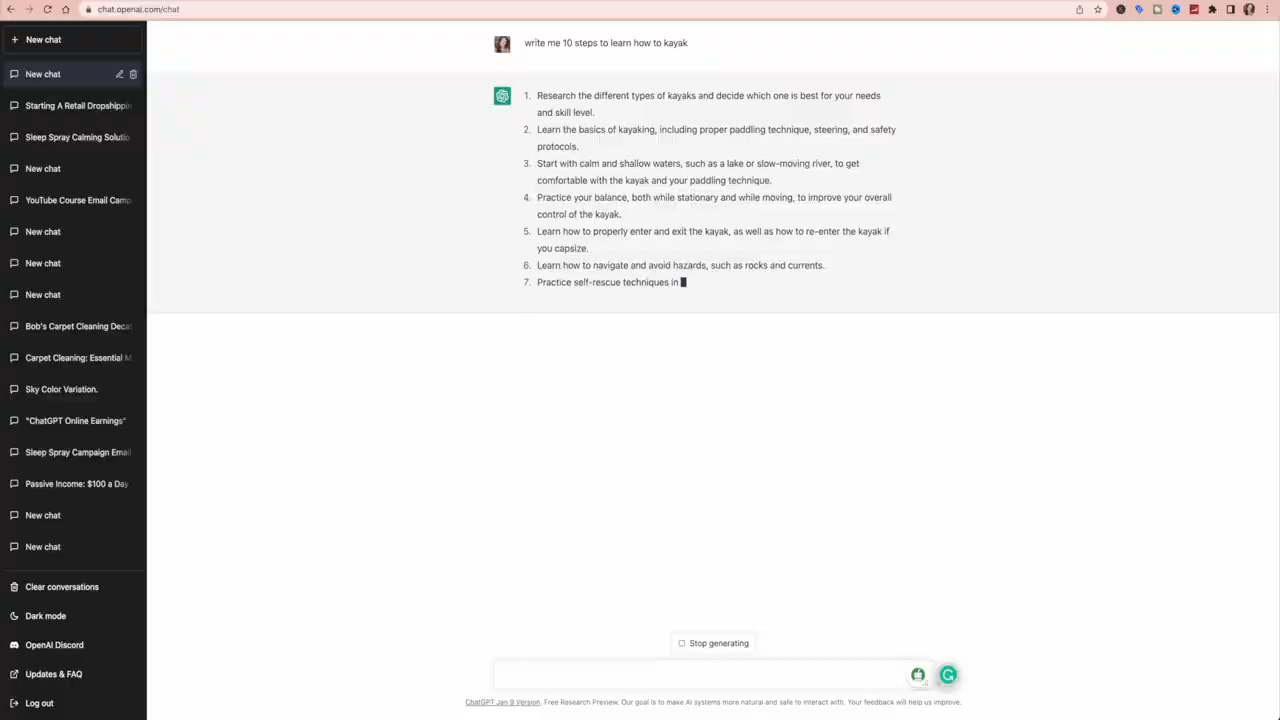 chat.openai.com/chat
New chat
New chat
Starting A Retail Dropshippin
Sleep Spray Calming Solutio
New chat
YouTube Course Email Camp
New chat
New chat
New chat
Bob's Carpet Cleaning Decat
Carpet Cleaning: Essential M
Sky Color Variation.
"ChatGPT Online Earnings"
Sleep Spray Campaign Email
Passive Income: $100 a Day
New chat
New chat
Clear conversations
Dark mode
OpenAI Discord
Updates & FAQ
Log out
write me 10 steps to learn how to kayak
1. Research the different types of kayaks and decide which one is best for your needs
and skill level.
2. Learn the basics of kayaking, including proper paddling technique, steering, and safety
protocols.
3. Start with calm and shallow waters, such as a lake or slow-moving river, to get
comfortable with the kayak and your paddling technique.
4. Practice your balance, both while stationary and while moving, to improve your overall
control of the kayak.
5. Learn how to properly enter and exit the kayak, as well as how to re-enter the kayak if
you capsize.
6. Learn how to navigate and avoid hazards, such as rocks and currents.
7. Practice self-rescue techniques in
Stop generating
ChatGPT Jan 9 Version. Free Research Preview. Our goal is to make AI systems more natural and safe to interact with. Your feedback will help us improve.